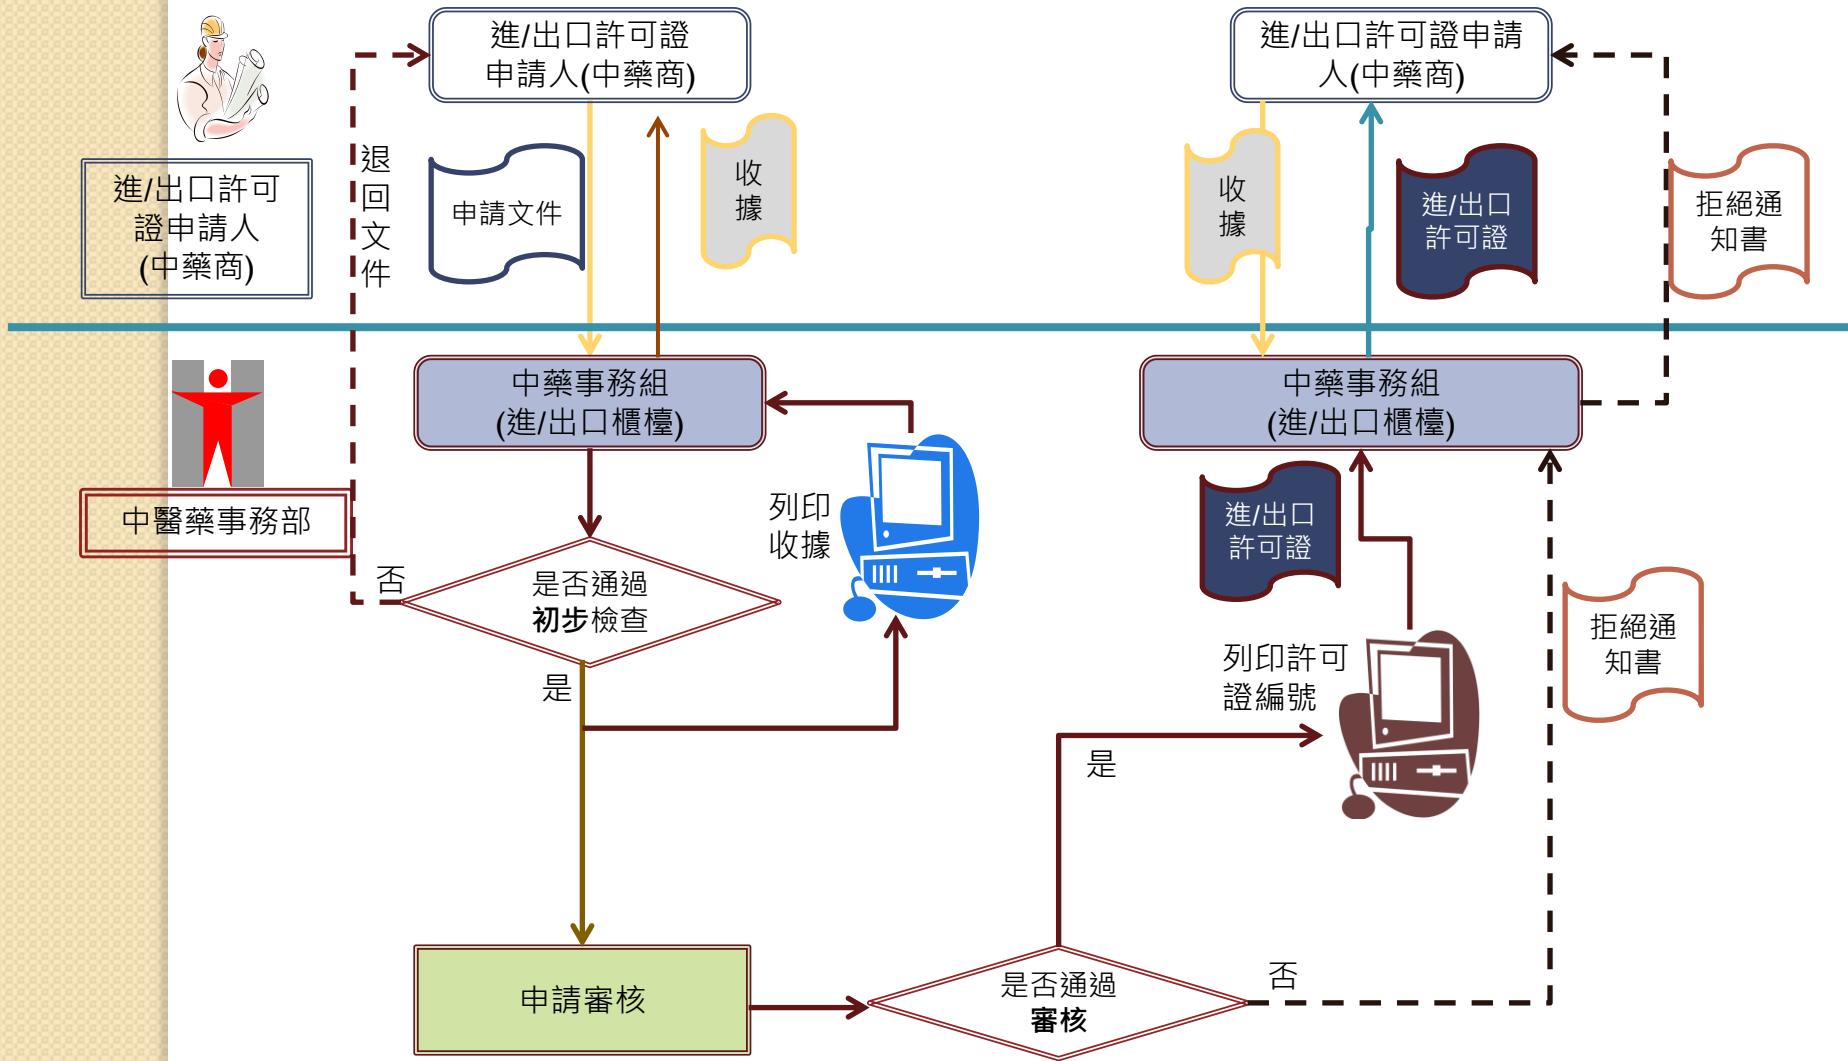 進/出口許可證
申請人(中藥商)
進/出口許可證申請
人(中藥商)
退
回
文
件
申請文件
收
據
收
據
進/出口
許可證
拒絕通
知書
進/出口許可
證申請人
(中藥商)
中藥事務組
(進/出口櫃檯)
中藥事務組
(進/出口櫃檯)
中醫藥事務部
列印
收據
進/出口
許可證
否
是否通過
初步檢查
是
拒絕通
知書
列印許可
證編號
是
申請審核
是否通過
審核
否